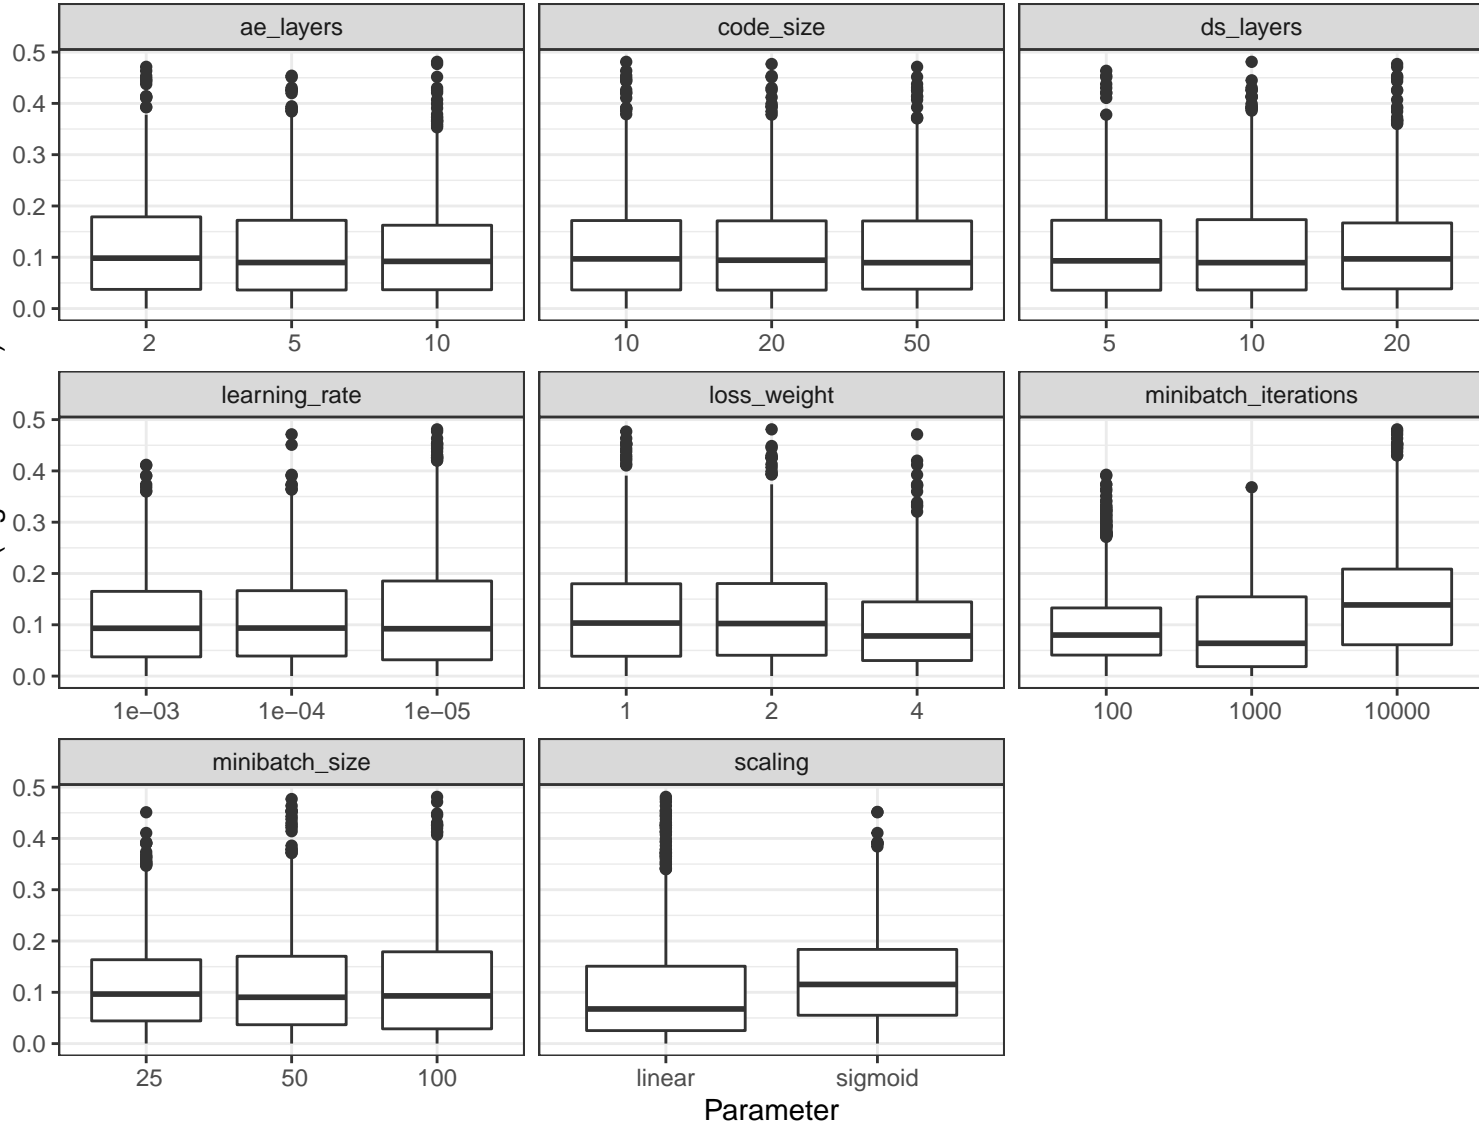 ae_layers code_size ds_layers
0.5
0.4
0.3
0.2
0.1
0.0
2 5 10 10 20 50 5 10 20
learning_rate loss_weight minibatch_iterations
0.5
0.4
0.3
0.2
0.1
0.0
1e−03 1e−04 1e−05 1 2 4 100 1000 10000
minibatch_size scaling
0.5
0.4
0.3
0.2
0.1
0.0
25 50 100 linear sigmoid
Parameter